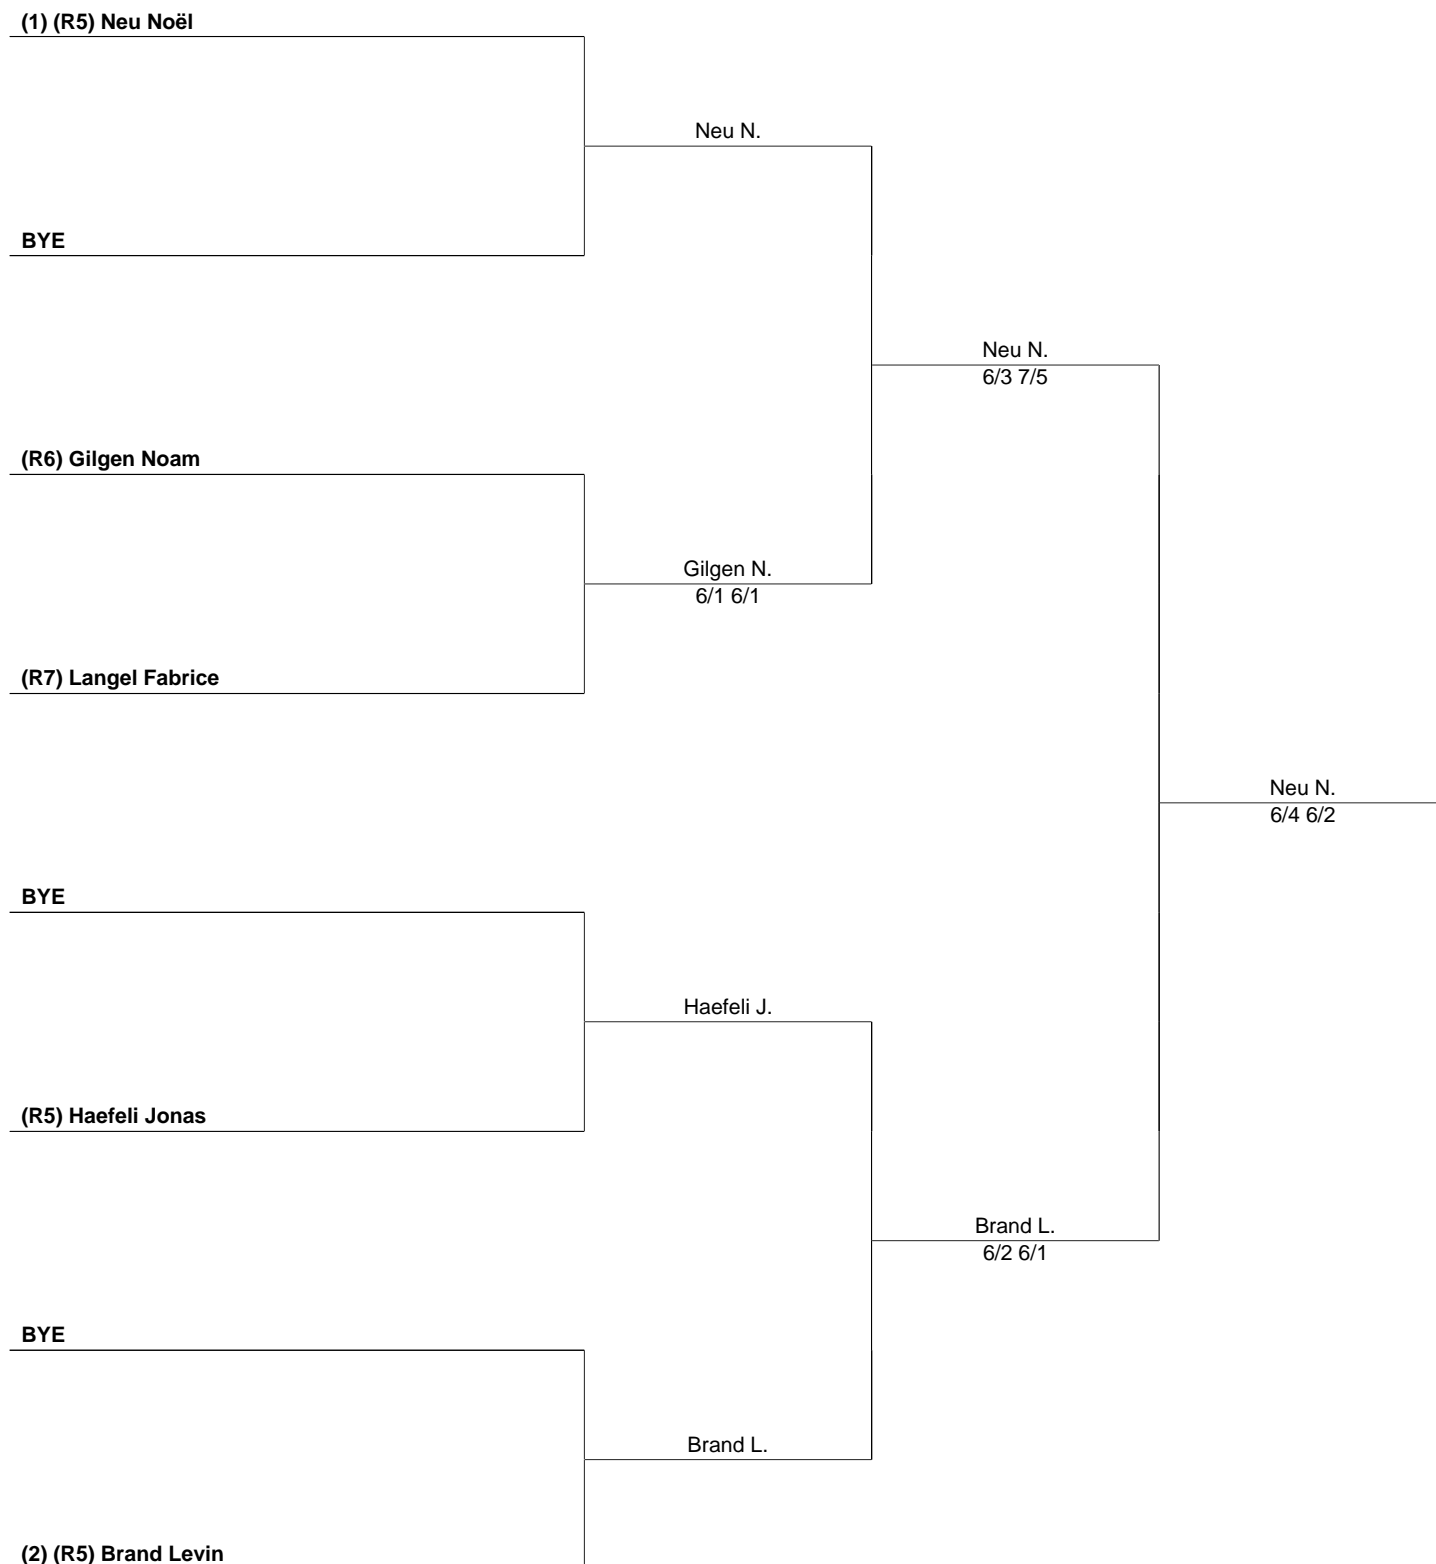 (1) (R5) Neu Noël
Neu N.
BYE
Neu N.
6/3 7/5
(R6) Gilgen Noam
Gilgen N.
6/1 6/1
(R7) Langel Fabrice
Neu N.
6/4 6/2
BYE
Haefeli J.
(R5) Haefeli Jonas
Brand L.
6/2 6/1
BYE
Brand L.
(2) (R5) Brand Levin